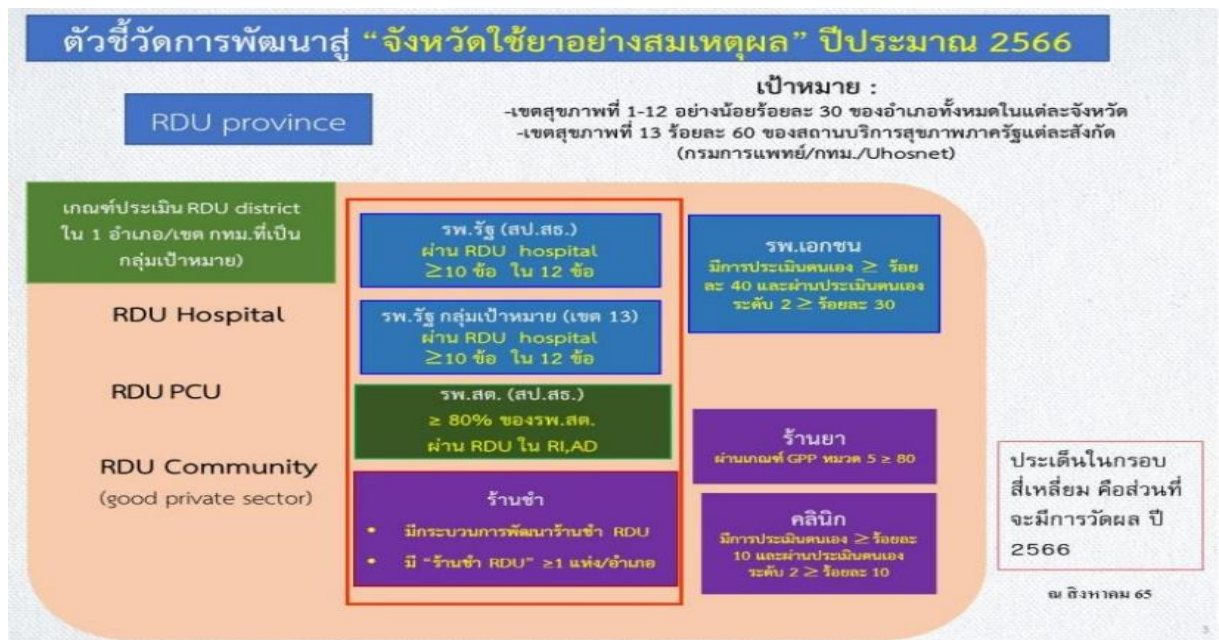 ตัวชี้วัดการพัฒนาสู่ “จังหวัดใช้ยาอย่างสมเหตุผล” ปีประมาณ 2566
RDU province
เป้าหมาย :
-เขตสุขภาพที่ 1-12 อย่างน้อยร้อยละ 30 ของอำเภอทั้งหมดในแต่ละจังหวัด
-เขตสุขภาพที่ 13 ร้อยละ 60 ของสถานบริการสุขภาพภาครัฐแต่ละสังกัด
(กรมการแพทย์/กทม./Uhosnet)
เกณฑ์ประเมิน RDU district
ใน 1 อำเภอ/เขต กทม.ที่เป็น
กลุ่มเป้าหมาย)
RDU Hospital
RDU PCU
RDU Community
(good private sector)
รพ.รัฐ (สป.สธ.)
ผ่าน RDU hospital
≥10 ข้อ ใน 12 ข้อ
รพ.รัฐ กลุ่มเป้าหมาย (เขต 13)
ผ่าน RDU hospital
≥10 ข้อ ใน 12 ข้อ
รพ.สต. (สป.สธ.)
≥ 80% ของรพ.สต.
ผ่าน RDU ใน RI,AD
ร้านชำ
• มีกระบวนการพัฒนาร้านชำ RDU
• มี “ร้านชำ RDU” ≥1 แห่ง/อำเภอ
รพ.เอกชน
มีการประเมินตนเอง ≥ ร้อย
ละ 40 และผ่านประเมินตนเอง
ระดับ 2 ≥ ร้อยละ 30
ร้านยา
ผ่านเกณฑ์ GPP หมวด 5 ≥ 80
คลินิก
มีการประเมินตนเอง ≥ ร้อยละ
10 และผ่านประเมินตนเอง
ระดับ 2 ≥ ร้อยละ 10
ประเด็นในกรอบ
สี่เหลี่ยม คือส่วนที่
จะมีการวัดผล ปี
2566
ณ สิงหาคม 65